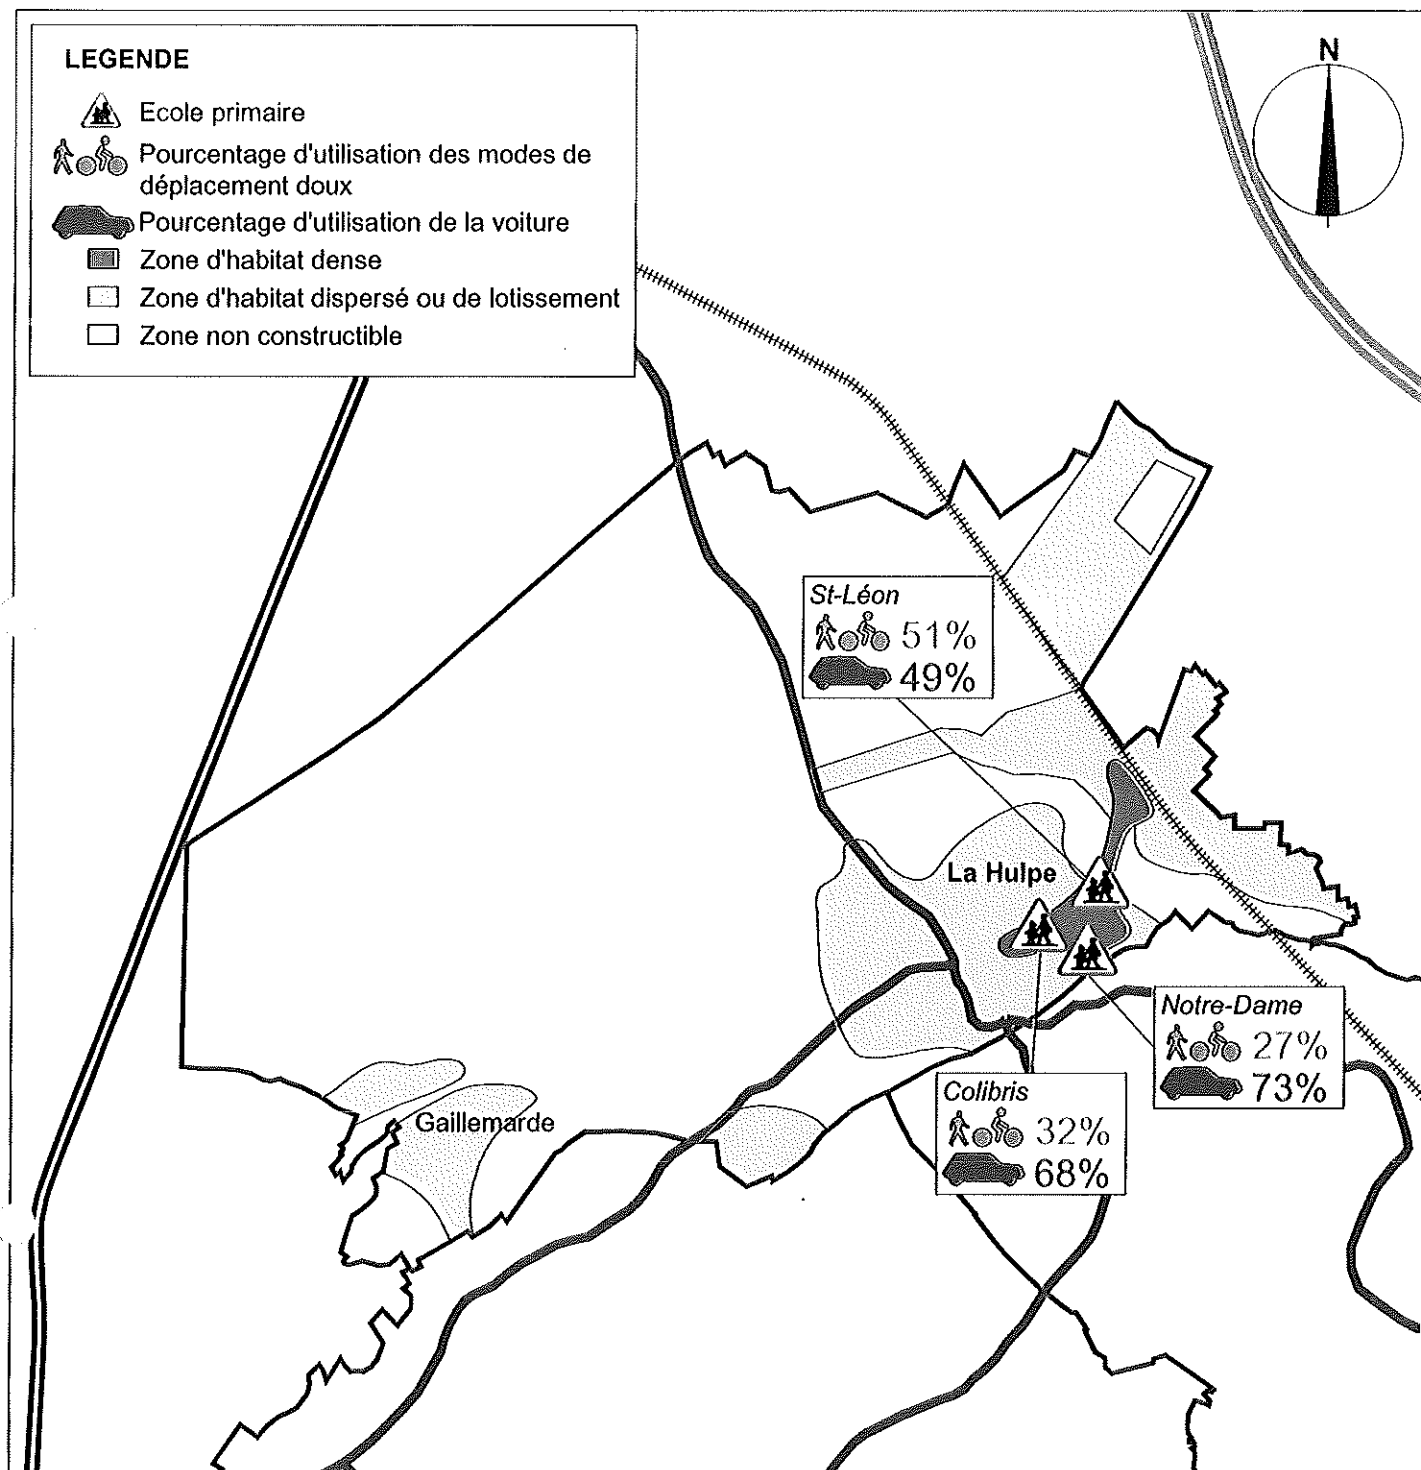 LEGENDE
Ecole primaire
Pourcentage d'utilisation des modes de
déplacement doux
Pourcentage d'utilisation de la voiture
Zone d'habitat dense
Zone d'habitat dispersé ou de lotissement
Zone non constructible
N
St-Léon
51%
49%
La Hulpe
Notre-Dame
27%
73%
Colibris
32%
68%
Gaillemarde